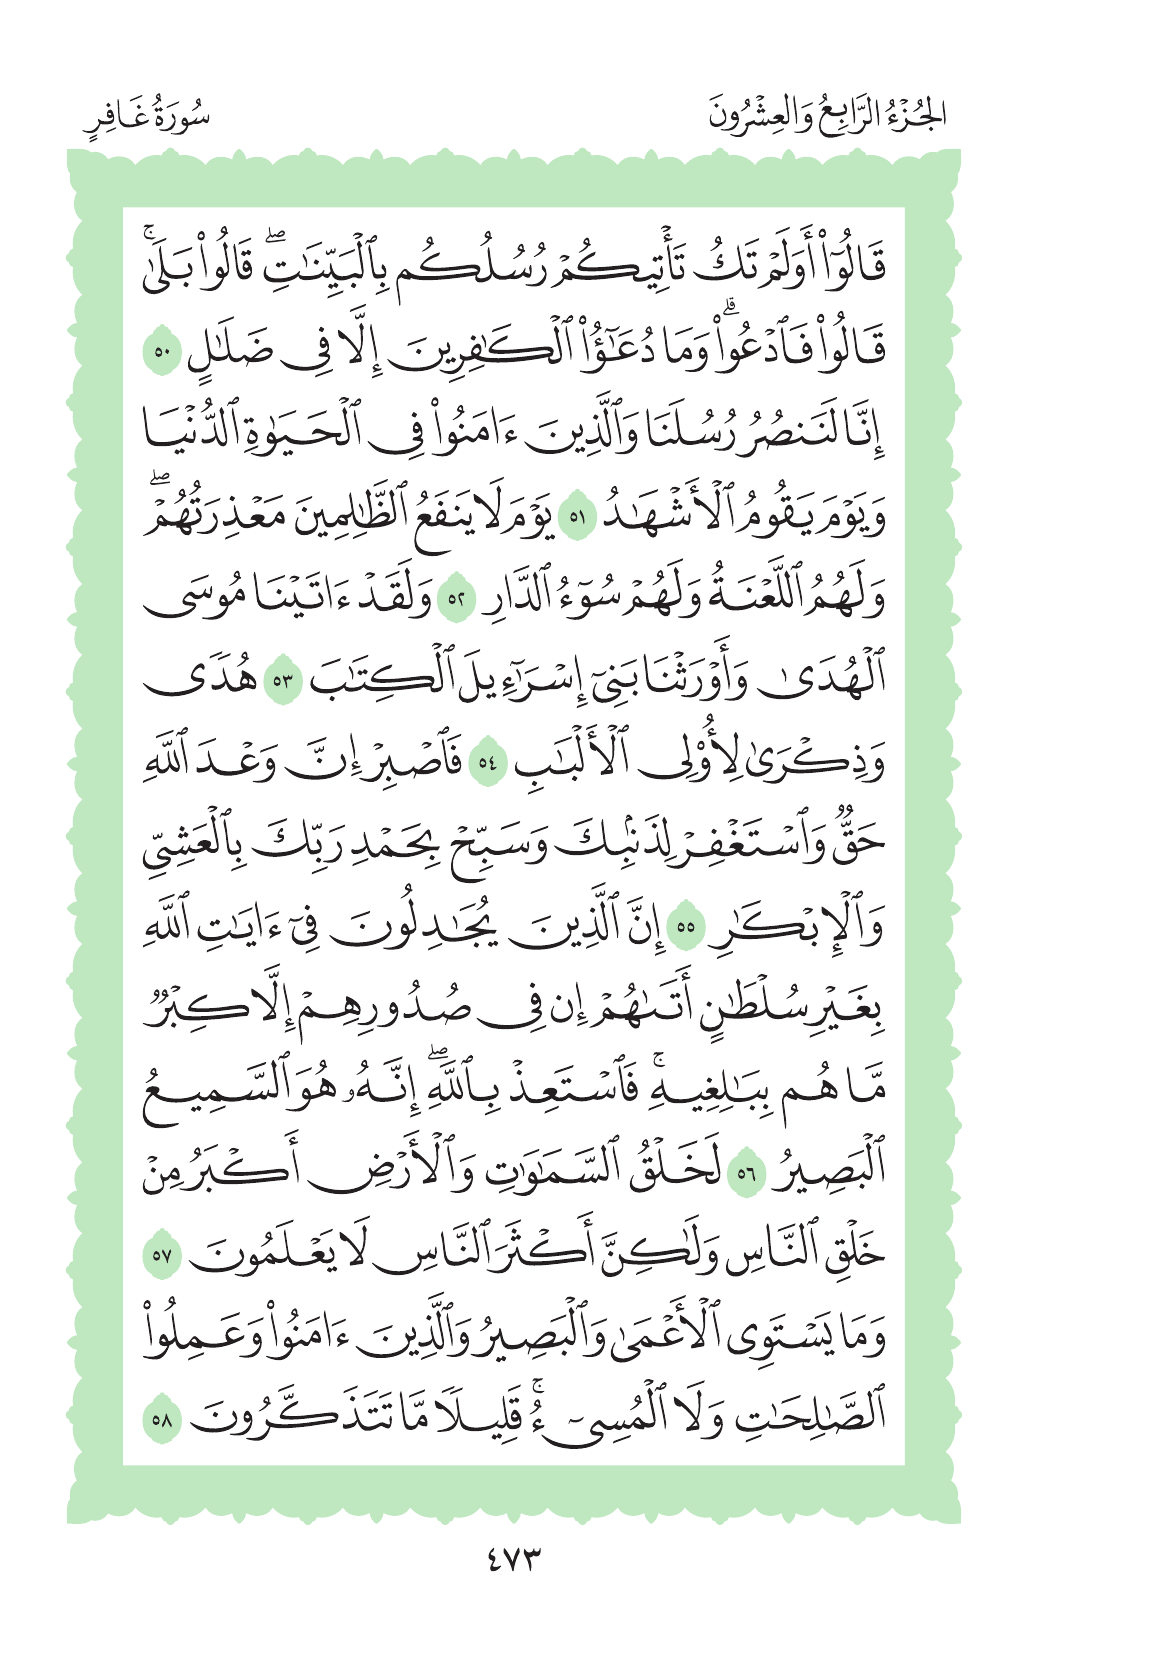 الجُزْءُ الرَّابِعُ وَالعِشْرُونَ
سُورَةُ غَافِرٍ
قَالُوٓا۟ أَوَلَمْ تَكُ تَأْتِيكُمْ رُسُلُكُم بِٱلْبَيِّنَٰتِۖ قَالُوا۟ بَلَىٰۚ
قَالُوا۟ فَٱدْعُوا۟ۗ وَمَا دُعَٰٓؤُا۟ ٱلْكَٰفِرِينَ إِلَّا فِى ضَلَٰلٍ ٥٠
إِنَّا لَنَنصُرُ رُسُلَنَا وَٱلَّذِينَ ءَامَنُوا۟ فِى ٱلْحَيَوٰةِ ٱلدُّنْيَا
وَيَوْمَ يَقُومُ ٱلْأَشْهَٰدُ ٥١ يَوْمَ لَا يَنفَعُ ٱلظَّٰلِمِينَ مَعْذِرَتُهُمْۖ
وَلَهُمُ ٱللَّعْنَةُ وَلَهُمْ سُوٓءُ ٱلدَّارِ ٥٢ وَلَقَدْ ءَاتَيْنَا مُوسَى
ٱلْهُدَىٰ وَأَوْرَثْنَا بَنِىٓ إِسْرَٰٓءِيلَ ٱلْكِتَٰبَ ٥٣ هُدًى
وَذِكْرَىٰ لِأُو۟لِى ٱلْأَلْبَٰبِ ٥٤ فَٱصْبِرْ إِنَّ وَعْدَ ٱللَّهِ
حَقٌّ وَٱسْتَغْفِرْ لِذَنۢبِكَ وَسَبِّحْ بِحَمْدِ رَبِّكَ بِٱلْعَشِىِّ
وَٱلْإِبْكَٰرِ ٥٥ إِنَّ ٱلَّذِينَ يُجَٰدِلُونَ فِىٓ ءَايَٰتِ ٱللَّهِ
بِغَيْرِ سُلْطَٰنٍ أَتَىٰهُمْ إِن فِى صُدُورِهِمْ إِلَّا كِبْرٌ
مَّا هُم بِبَٰلِغِيهِۚ فَٱسْتَعِذْ بِٱللَّهِۖ إِنَّهُۥ هُوَ ٱلسَّمِيعُ
ٱلْبَصِيرُ ٥٦ لَخَلْقُ ٱلسَّمَٰوَٰتِ وَٱلْأَرْضِ أَكْبَرُ مِنْ
خَلْقِ ٱلنَّاسِ وَلَٰكِنَّ أَكْثَرَ ٱلنَّاسِ لَا يَعْلَمُونَ ٥٧
وَمَا يَسْتَوِى ٱلْأَعْمَىٰ وَٱلْبَصِيرُ وَٱلَّذِينَ ءَامَنُوا۟ وَعَمِلُوا۟
ٱلصَّٰلِحَٰتِ وَلَا ٱلْمُسِىٓءُۚ قَلِيلًا مَّا تَتَذَكَّرُونَ ٥٨
٤٧٣